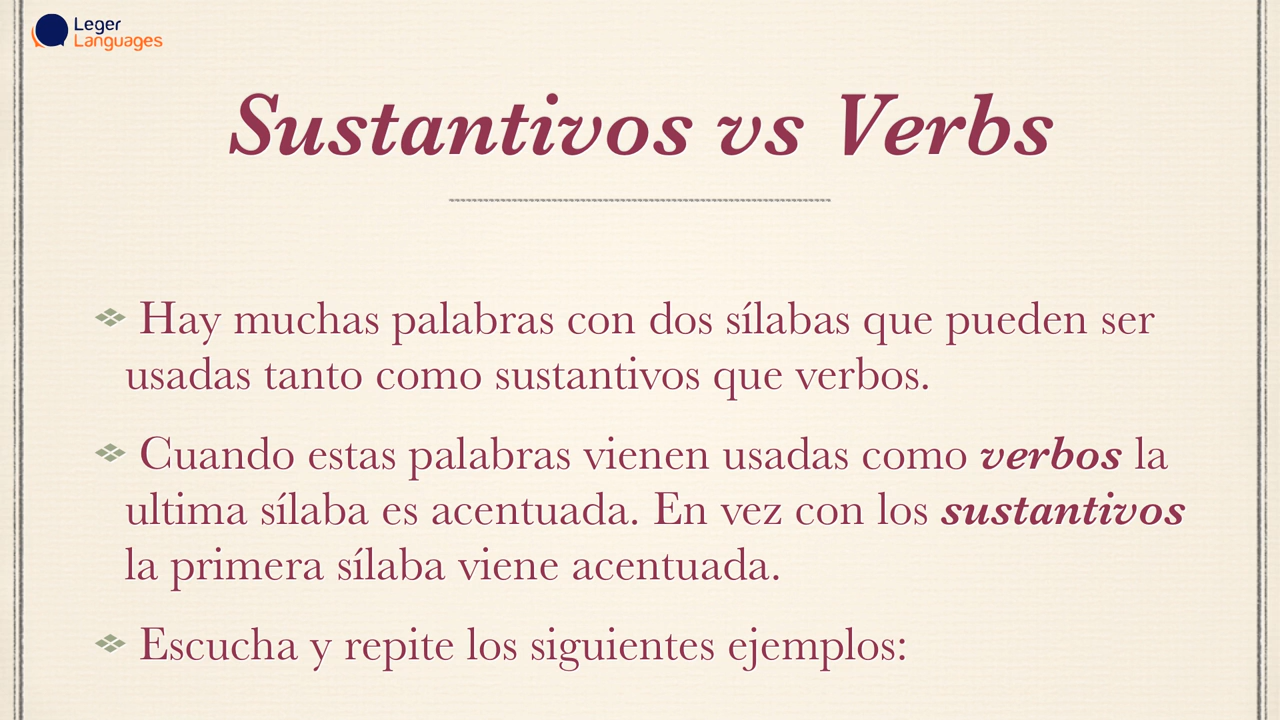 Leger
Languages
Sustantivos vs Verbs
Hay muchas palabras con dos sílabas que pueden ser
usadas tanto como sustantivos que verbos.
Cuando estas palabras vienen usadas como verbos la
ultima sílaba es acentuada. En vez con los sustantivos
la primera sílaba viene acentuada.
Escucha y repite los siguientes ejemplos: